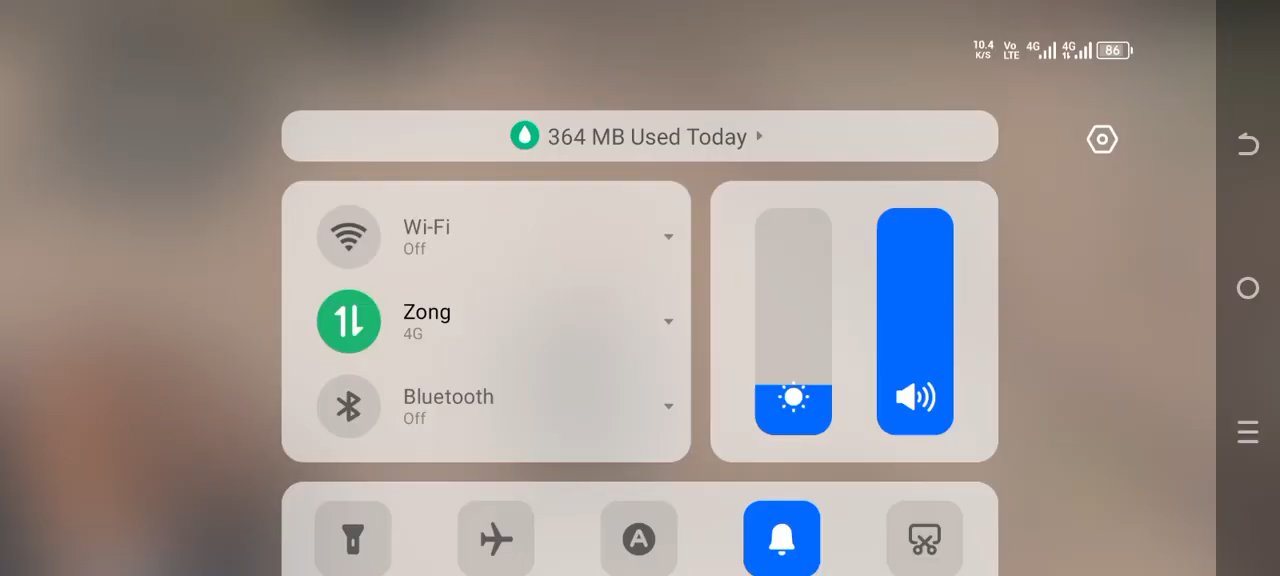 10.4 K/S Vo LTE 4G 4G 86
364 MB Used Today
Wi-Fi
Off
Zong
4G
Bluetooth
Off
A